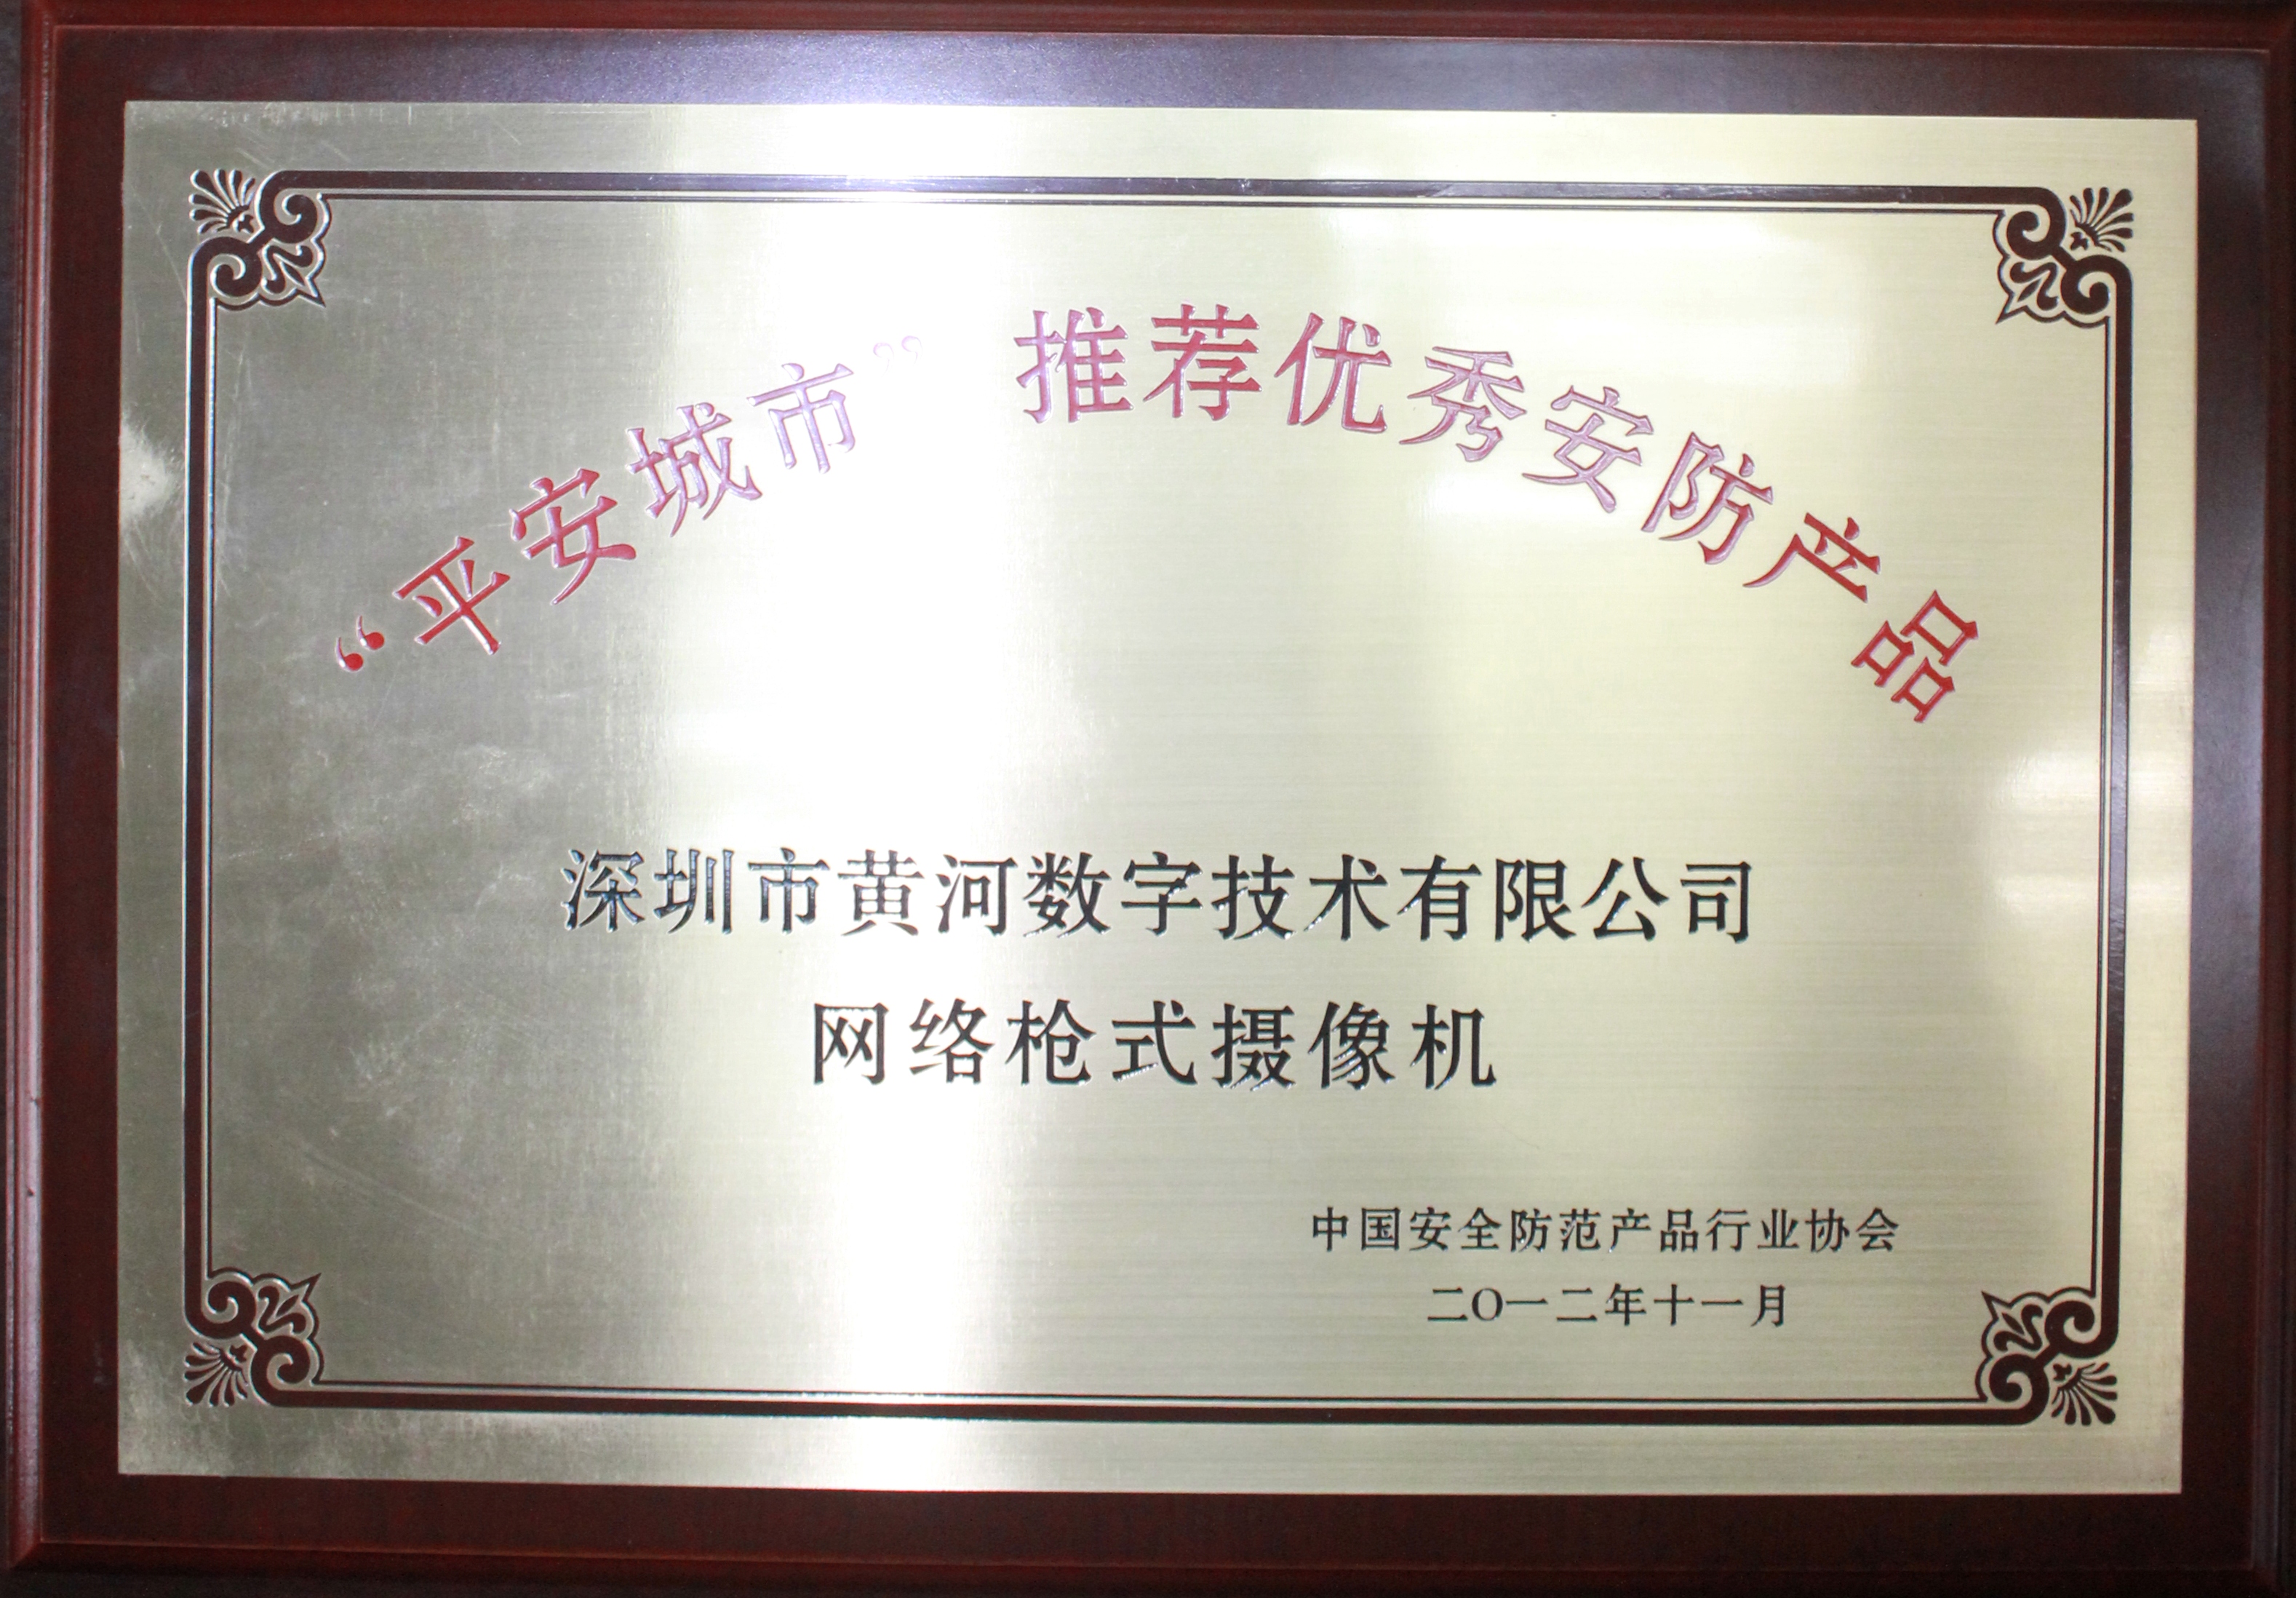 “平安城市” 推荐优秀安防产品
深圳市黄河数字技术有限公司
网络枪式摄像机
中国安全防范产品行业协会
二〇一二年十一月